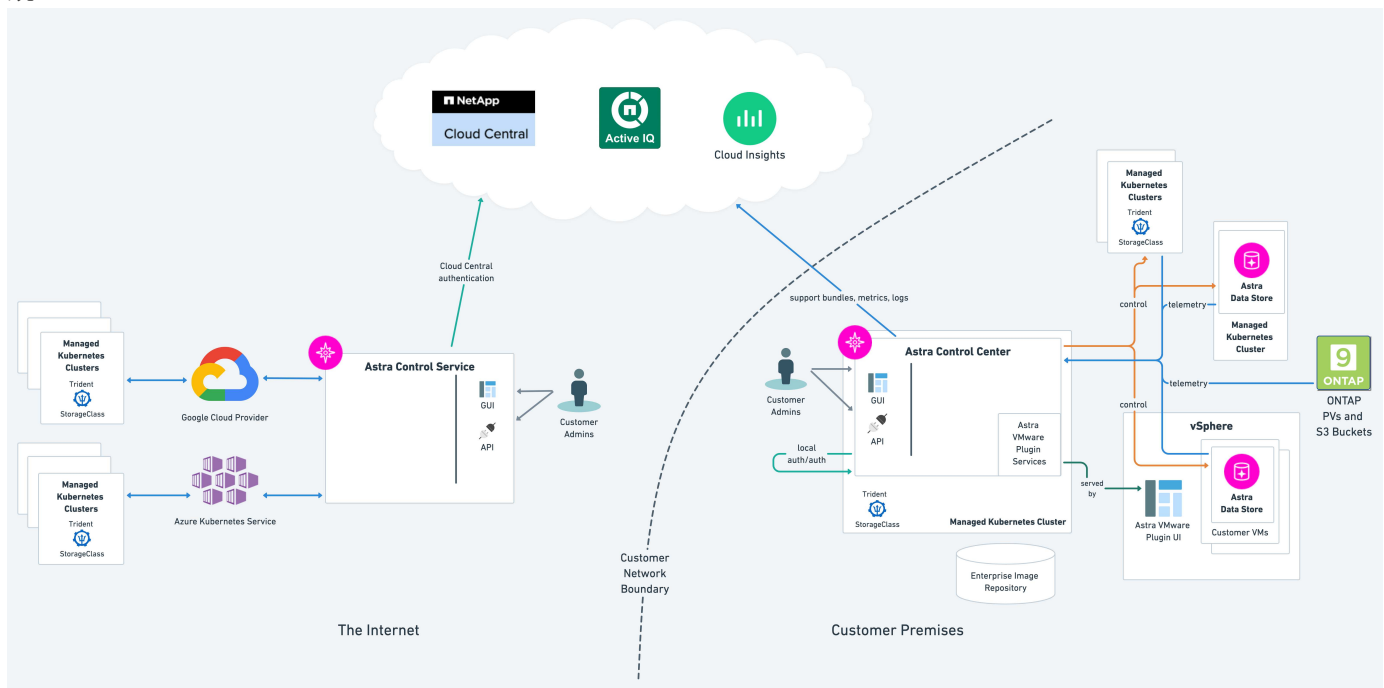 NetApp
Cloud Central
Active IQ
Cloud Insights
Cloud Central
authentication
support bundles, metrics, logs
Managed
Kubernetes
Clusters
Trident
StorageClass
Google Cloud Provider
Managed
Kubernetes
Clusters
Trident
StorageClass
Azure Kubernetes Service
Astra Control Service
GUI
API
Customer
Admins
Customer
Network
Boundary
The Internet
Customer
Admins
local
auth/auth
Astra Control Center
GUI
API
Astra
VMware
Plugin
Services
Trident
StorageClass
Managed Kubernetes Cluster
Enterprise Image
Repository
Customer Premises
served
by
Managed
Kubernetes
Clusters
Trident
StorageClass
control
telemetry
Astra
Data Store
Managed
Kubernetes
Cluster
telemetry
control
9
ONTAP
ONTAP
PVs and
S3 Buckets
vSphere
Astra VMware
Plugin UI
Astra
Data Store
Customer VMs